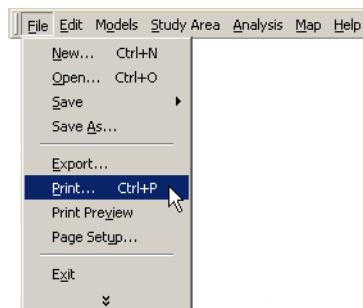 File Edit Models Study Area Analysis Map Help
New... Ctrl+N
Open... Ctrl+O
Save
Save As...
Export...
Print... Ctrl+P
Print Preview
Page Setup...
Exit